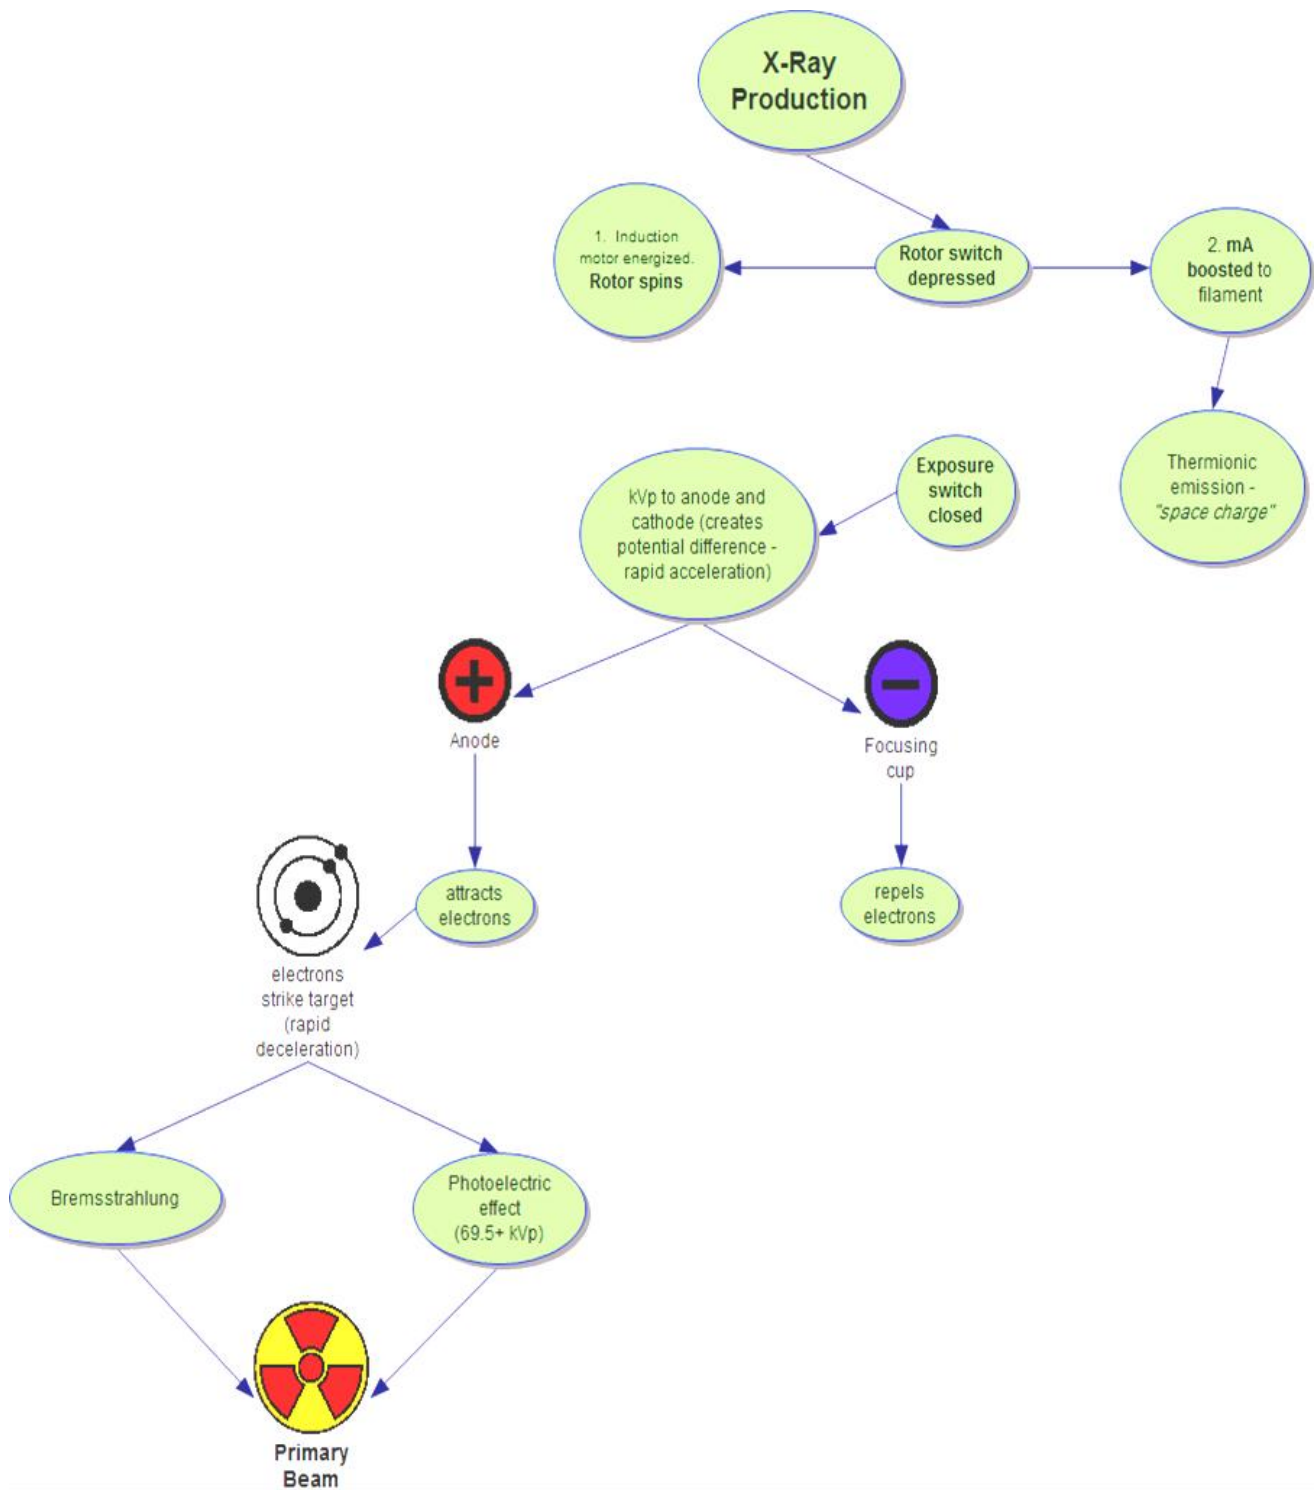 X-Ray
Production
1. Induction
motor energized.
Rotor spins
Rotor switch
depressed
2. mA
boosted to
filament
Thermionic
emission -
"space charge"
Exposure
switch
closed
kVp to anode and
cathode (creates
potential difference -
rapid acceleration)
Anode
Focusing
cup
attracts
electrons
repels
electrons
electrons
strike target
(rapid
deceleration)
Bremsstrahlung
Photoelectric
effect
(69.5+ kVp)
Primary
Beam